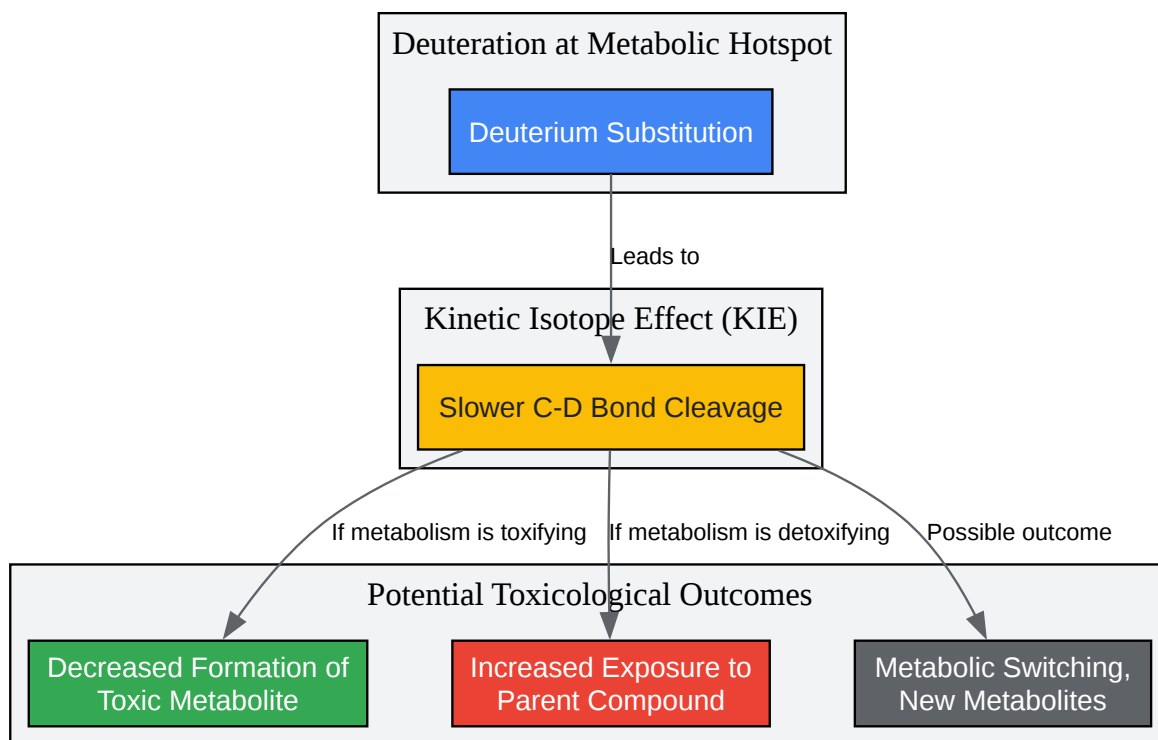 Deuteration at Metabolic Hotspot
Deuterium Substitution
Leads to
Kinetic Isotope Effect (KIE)
Slower C-D Bond Cleavage
If metabolism is toxifying
If metabolism is detoxifying
Possible outcome
Potential Toxicological Outcomes
Decreased Formation of
Toxic Metabolite
Increased Exposure to
Parent Compound
Metabolic Switching,
New Metabolites